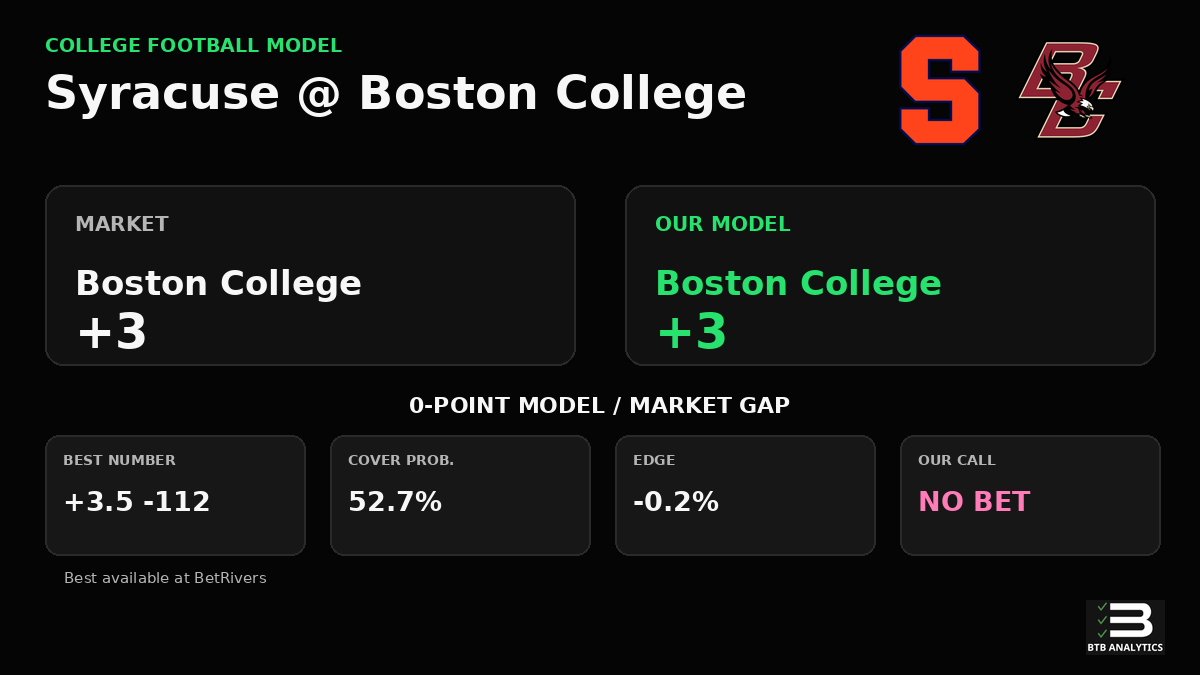 COLLEGE FOOTBALL MODEL
Syracuse @ Boston College
S
BC
MARKET
Boston College
+3
OUR MODEL
Boston College
+3
0-POINT MODEL / MARKET GAP
BEST NUMBER
+3.5 -112
COVER PROB.
52.7%
EDGE
-0.2%
OUR CALL
NO BET
Best available at BetRivers
B
BTB ANALYTICS